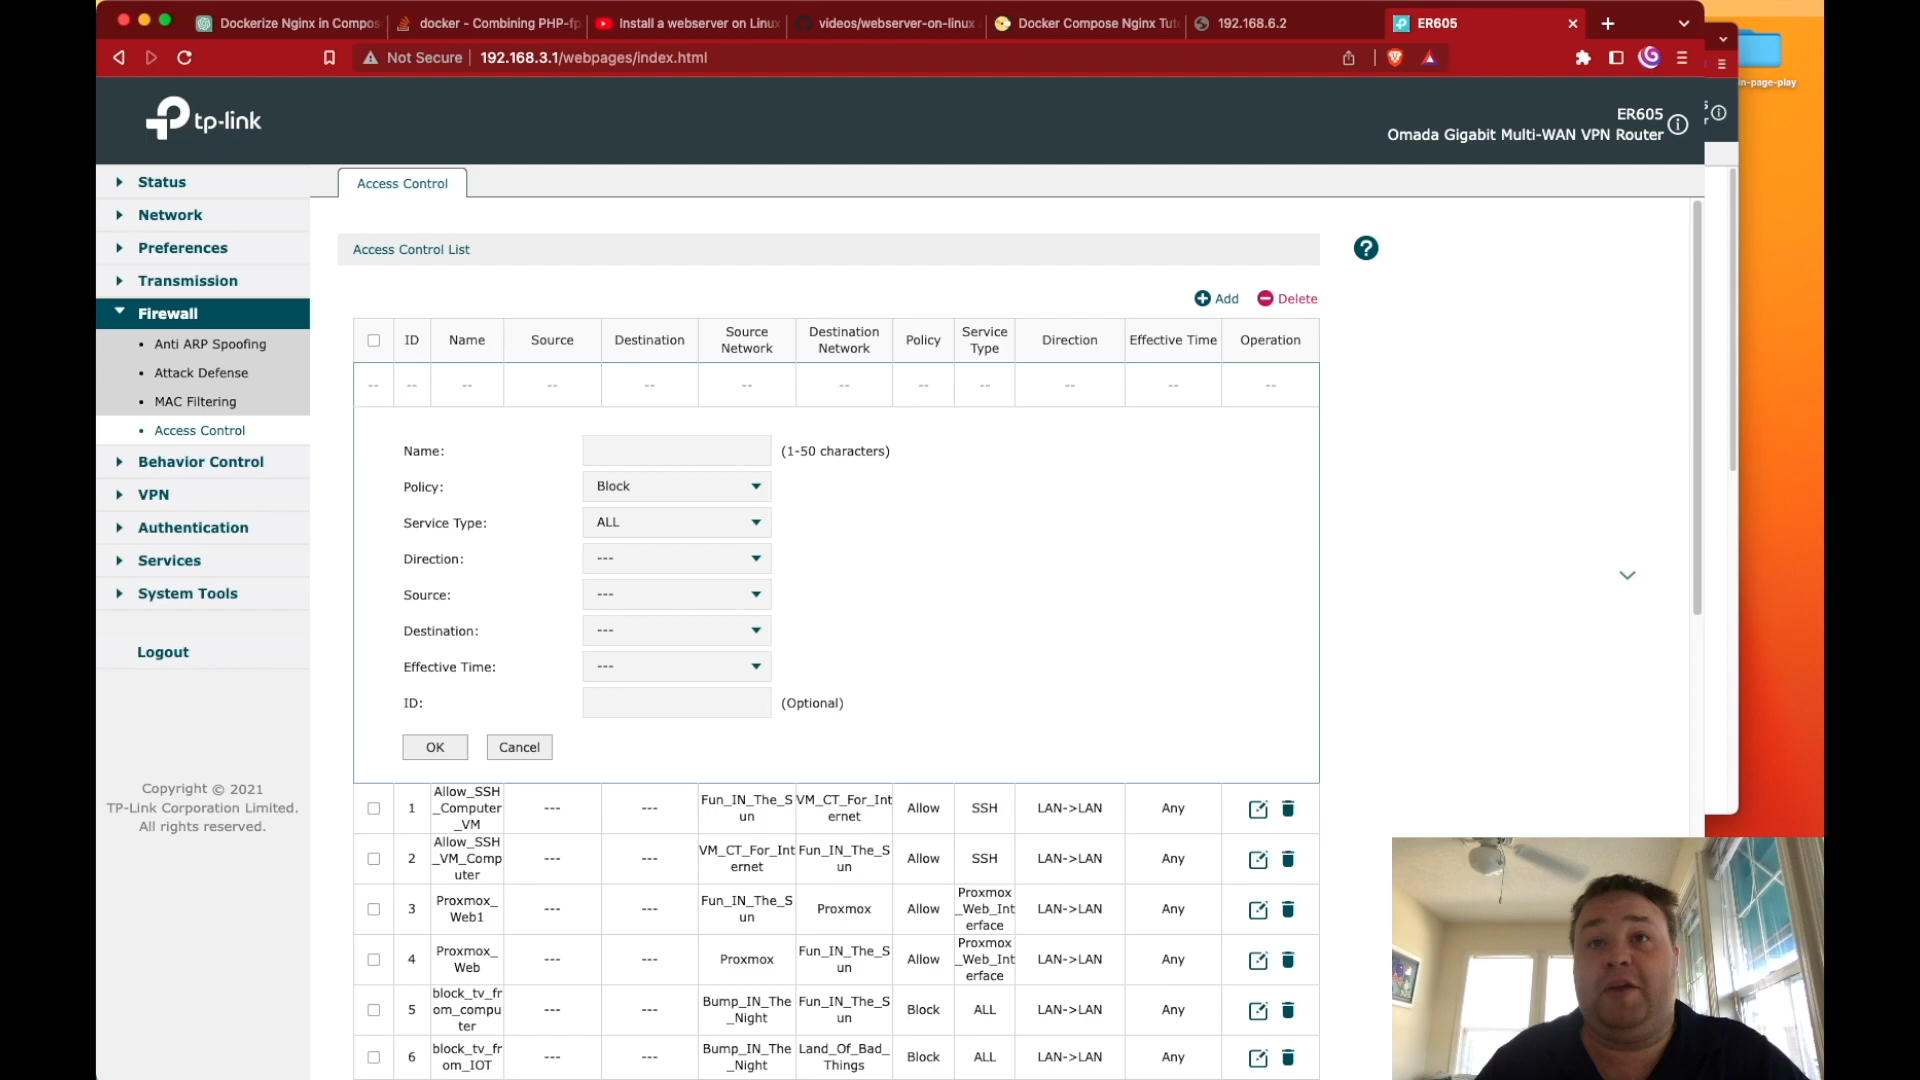 Dockerize Nginx in Compos
docker - Combining PHP-fp
Install a webserver on Linux
videos/webserver-on-linux
Docker Compose Nginx Tut
192.168.6.2
ER605
Not Secure
192.168.3.1/webpages/index.html
in-page-play
tp-link
ER605
Omada Gigabit Multi-WAN VPN Router
Status
Network
Preferences
Transmission
Firewall
Anti ARP Spoofing
Attack Defense
MAC Filtering
Access Control
Behavior Control
VPN
Authentication
Services
System Tools
Logout
Copyright © 2021
TP-Link Corporation Limited.
All rights reserved.
Access Control
Access Control List
Add
Delete
ID Name Source Destination Source Network Destination Network Policy Service Type Direction Effective Time Operation
-- -- -- -- -- -- -- -- -- -- -- --
Name: (1-50 characters)
Policy: Block
Service Type: ALL
Direction: ---
Source: ---
Destination: ---
Effective Time: ---
ID: (Optional)
OK Cancel
1 Allow_SSH_Computer_VM --- --- Fun_IN_The_Sun VM_CT_For_Internet Allow SSH LAN->LAN Any
2 Allow_SSH_VM_Computer --- --- VM_CT_For_Internet Fun_IN_The_Sun Allow SSH LAN->LAN Any
3 Proxmox_Web1 --- --- Fun_IN_The_Sun Proxmox Allow Proxmox_Web_Interface LAN->LAN Any
4 Proxmox_Web --- --- Proxmox Fun_IN_The_Sun Allow Proxmox_Web_Interface LAN->LAN Any
5 block_tv_from_computer --- --- Bump_IN_The_Night Fun_IN_The_Sun Block ALL LAN->LAN Any
6 block_tv_from_IOT --- --- Bump_IN_The_Night Land_Of_Bad_Things Block ALL LAN->LAN Any